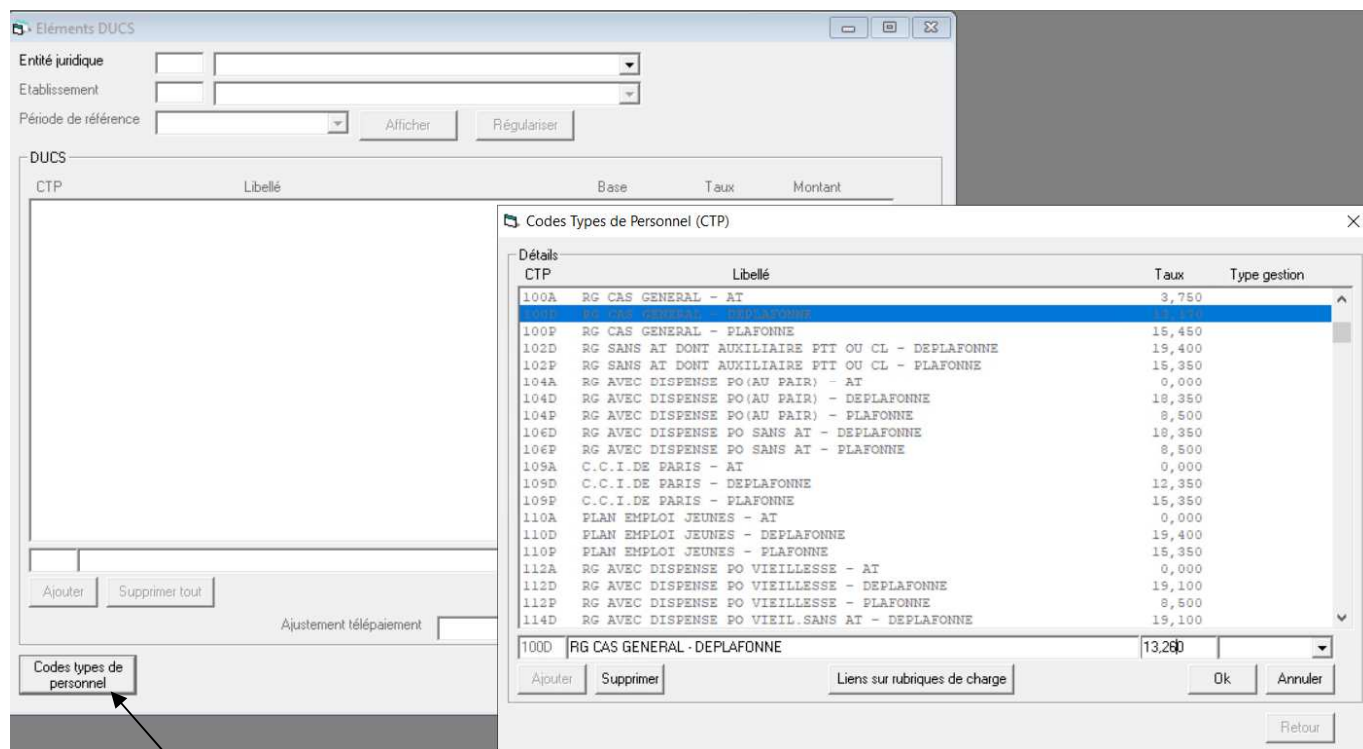 Eléments DUCS
Entité juridique
Etablissement
Période de référence Afficher Régulariser
DUCS
CTP Libellé Base Taux Montant
Ajouter Supprimer tout
Ajustement télépaiement
Codes types de
personnel
Codes Types de Personnel (CTP)
Détails
CTP Libellé Taux Type gestion
100A RG CAS GENERAL - AT 3,750
100D RG CAS GENERAL - DEPLAFONNE 13,170
100P RG CAS GENERAL - PLAFONNE 15,450
102D RG SANS AT DONT AUXILIAIRE PTT OU CL - DEPLAFONNE 19,400
102P RG SANS AT DONT AUXILIAIRE PTT OU CL - PLAFONNE 15,350
104A RG AVEC DISPENSE PO(AU PAIR) - AT 0,000
104D RG AVEC DISPENSE PO(AU PAIR) - DEPLAFONNE 18,350
104P RG AVEC DISPENSE PO(AU PAIR) - PLAFONNE 8,500
106D RG AVEC DISPENSE PO SANS AT - DEPLAFONNE 18,350
106P RG AVEC DISPENSE PO SANS AT - PLAFONNE 8,500
109A C.C.I.DE PARIS - AT 0,000
109D C.C.I.DE PARIS - DEPLAFONNE 12,350
109P C.C.I.DE PARIS - PLAFONNE 15,350
110A PLAN EMPLOI JEUNES - AT 0,000
110D PLAN EMPLOI JEUNES - DEPLAFONNE 19,400
110P PLAN EMPLOI JEUNES - PLAFONNE 15,350
112A RG AVEC DISPENSE PO VIEILLESSE - AT 0,000
112D RG AVEC DISPENSE PO VIEILLESSE - DEPLAFONNE 19,100
112P RG AVEC DISPENSE PO VIEILLESSE - PLAFONNE 8,500
114D RG AVEC DISPENSE PO VIEIL.SANS AT - DEPLAFONNE 19,100
100D RG CAS GENERAL - DEPLAFONNE 13,260
Ajouter Supprimer Liens sur rubriques de charge Ok Annuler
Retour